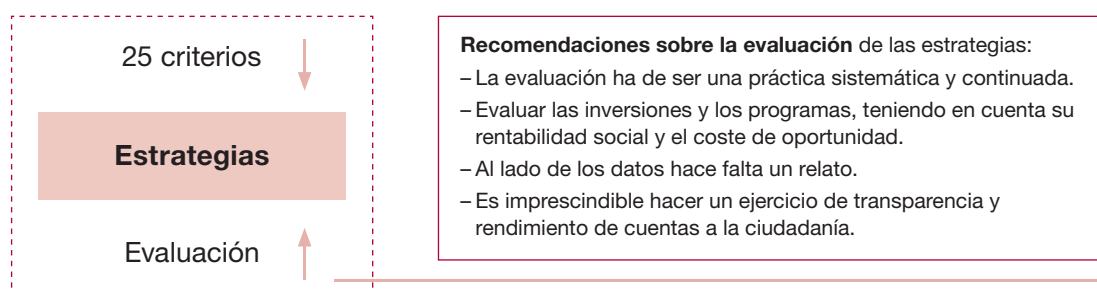 25 criterios
Estrategias
Evaluación
Recomendaciones sobre la evaluación de las estrategias:
– La evaluación ha de ser una práctica sistemática y continuada.
– Evaluar las inversiones y los programas, teniendo en cuenta su
rentabilidad social y el coste de oportunidad.
– Al lado de los datos hace falta un relato.
– Es imprescindible hacer un ejercicio de transparencia y
rendimiento de cuentas a la ciudadanía.